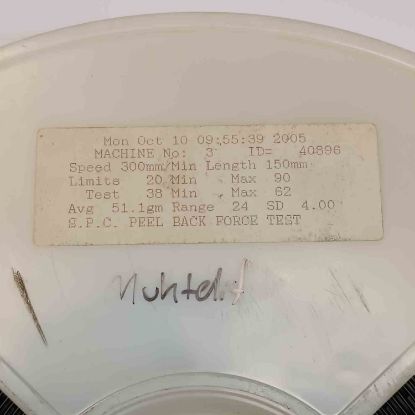 Mon Oct 10 09:55:39 2005
MACHINE No: 3 ID= 40896
Speed 300mm/Min Length 150mm
Limits 20 Min Max 90
Test 38 Min Max 62
Avg 51.1gm Range 24 SD 4.00
S.P.C. PEEL BACK FORCE TEST